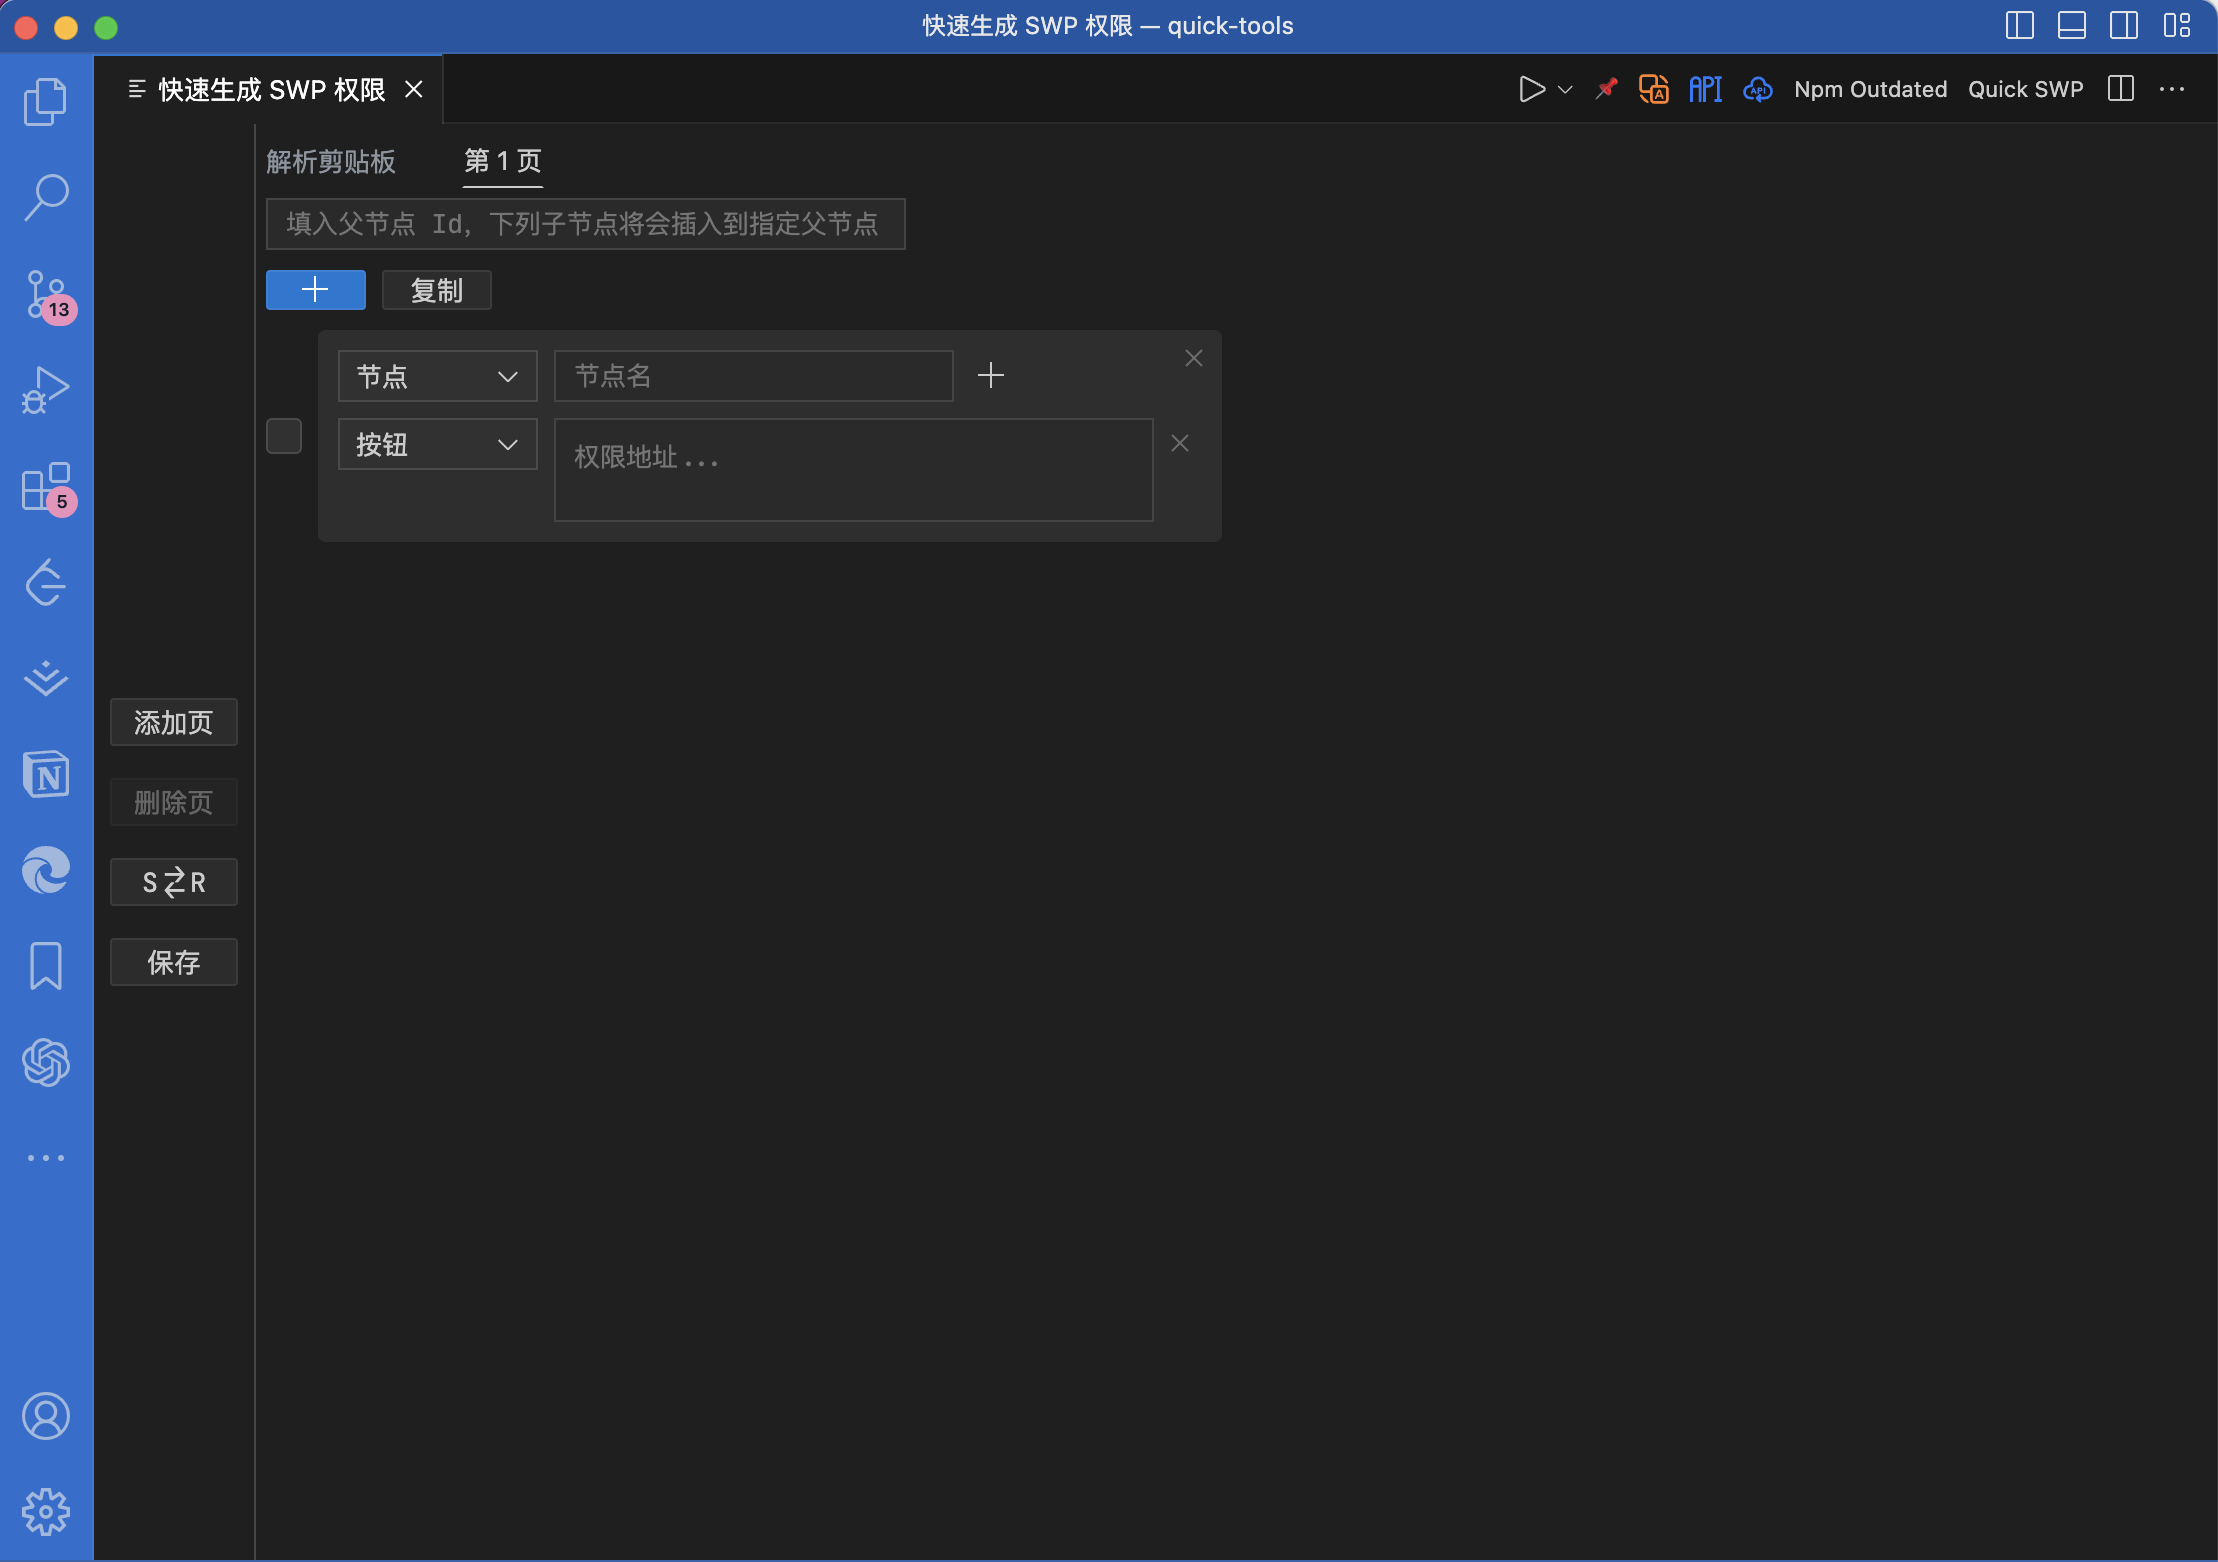 快速生成 SWP 权限 — quick-tools
快速生成 SWP 权限
API
A
API
Npm Outdated
Quick SWP
解析剪贴板
第 1 页
填入父节点 Id, 下列子节点将会插入到指定父节点
复制
13
节点
节点名
按钮
权限地址...
5
添加页
N
删除页
S⇄R
保存